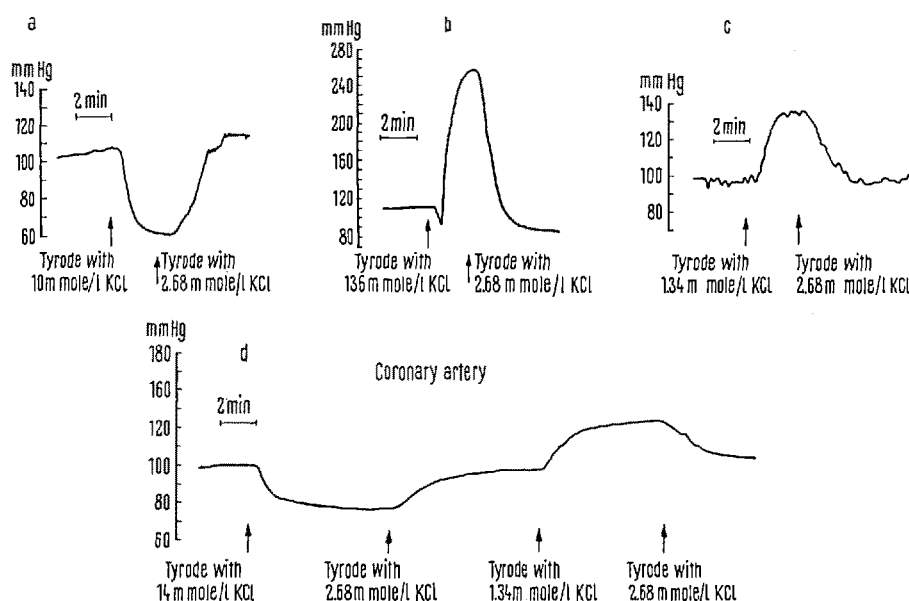 a
mm Hg
140
120
100
80
60
2 min
Tyrode with
10 m mole/l KCl
Tyrode with
2.68 m mole/l KCl
b
mm Hg
280
240
200
160
120
80
2 min
Tyrode with
136 m mole/l KCl
Tyrode with
2.68 m mole/l KCl
c
mm Hg
140
120
100
80
2 min
Tyrode with
1.34 m mole/l KCl
Tyrode with
2.68 m mole/l KCl
d
mm Hg
180
160
140
120
100
80
60
2 min
Coronary artery
Tyrode with
14 m mole/l KCl
Tyrode with
2.68 m mole/l KCl
Tyrode with
1.34 m mole/l KCl
Tyrode with
2.68 m mole/l KCl